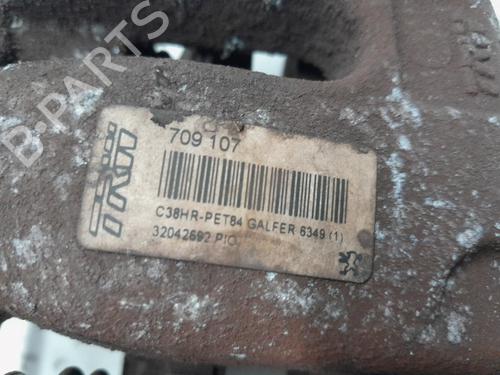 B-PARTS
709 107
C38HR-PET84 GALFER 6349 (1)
32042692 PIO